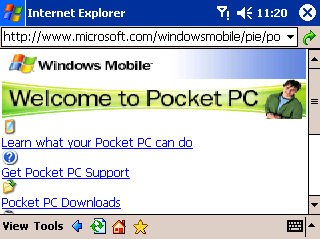 Internet Explorer 11:20
http://www.microsoft.com/windowsmobile/pie/po
Windows Mobile
Welcome to Pocket PC
Learn what your Pocket PC can do
Get Pocket PC Support
Pocket PC Downloads
View Tools